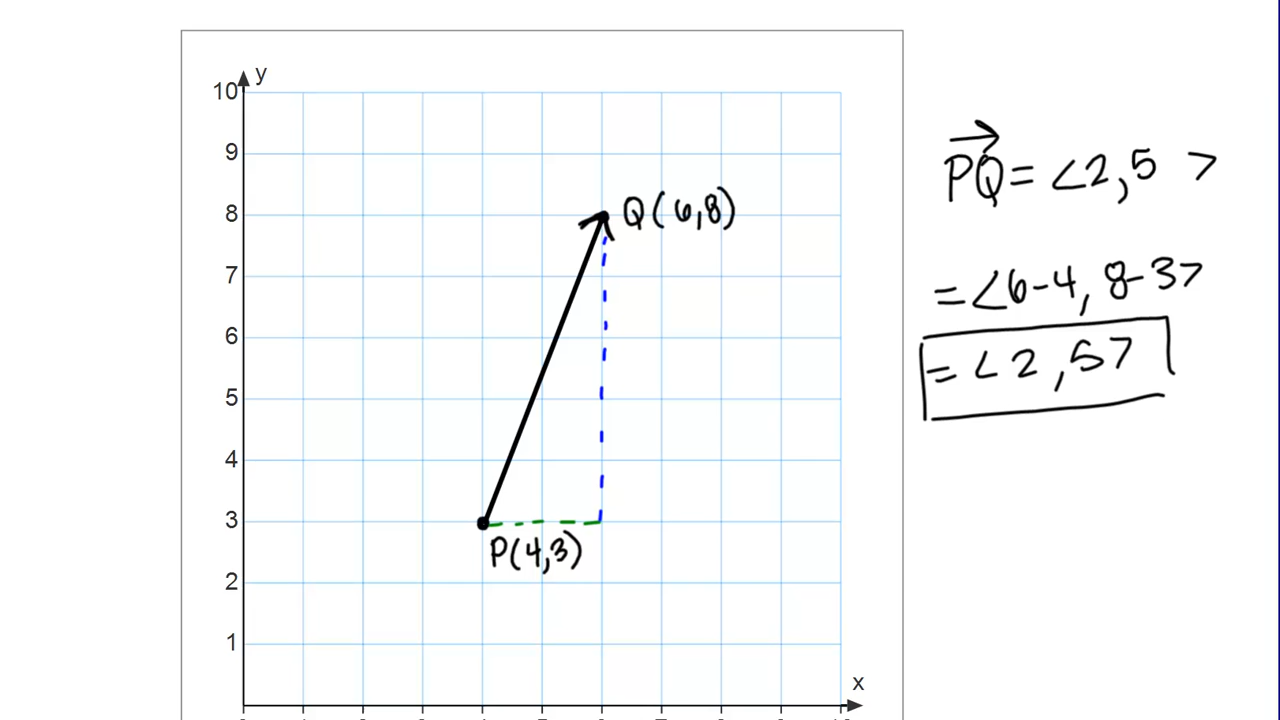 y
10
9
8
7
6
5
4
3
2
1
x
Q(6,8)
P(4,3)
PQ = <2,5 >
= <6-4, 8-3>
= <2,5>